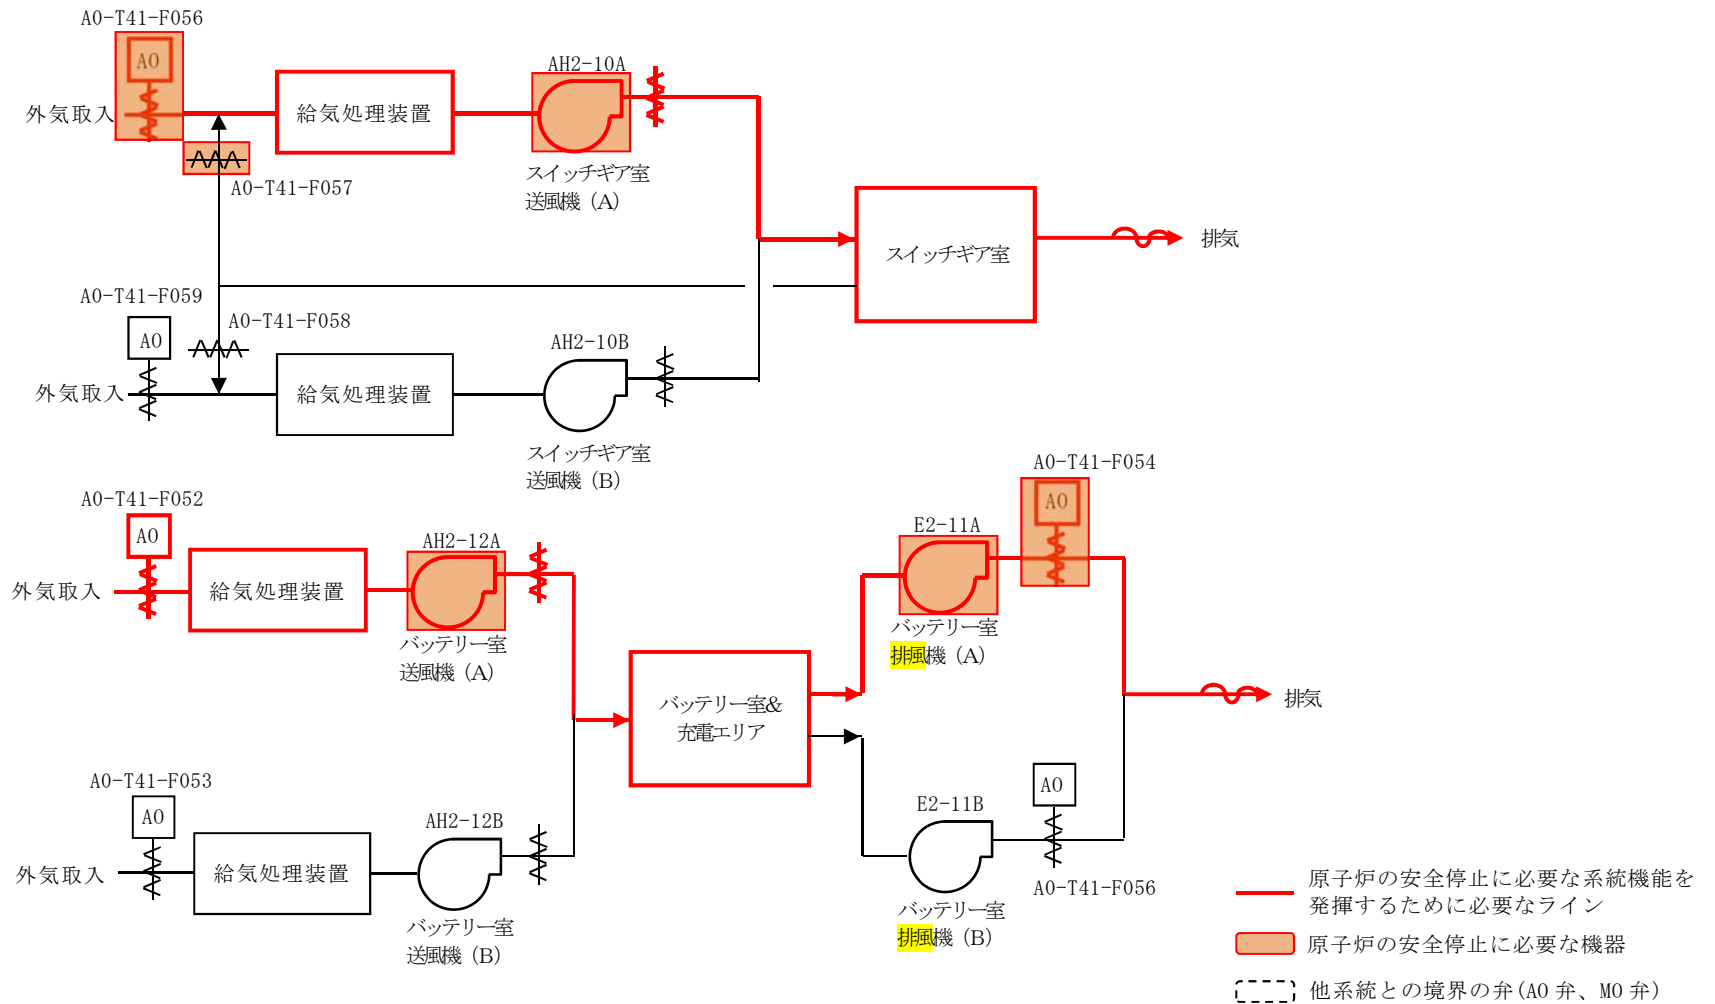 AO-T41-F056
AO
外気取入
給気処理装置
AH2-10A
スイッチギア室
送風機 (A)
AO-T41-F057
スイッチギア室
排気
AO-T41-F059
AO
AO-T41-F058
外気取入
給気処理装置
AH2-10B
スイッチギア室
送風機 (B)
AO-T41-F052
AO
外気取入
給気処理装置
AH2-12A
バッテリー室
送風機 (A)
バッテリー室&
充電エリア
E2-11A
バッテリー室
排風機 (A)
AO-T41-F054
AO
排気
AO-T41-F053
AO
外気取入
給気処理装置
AH2-12B
バッテリー室
送風機 (B)
E2-11B
バッテリー室
排風機 (B)
AO
AO-T41-F056
原子炉の安全停止に必要な系統機能を
発揮するために必要なライン
原子炉の安全停止に必要な機器
他系統との境界の弁(AO 弁、MO 弁)